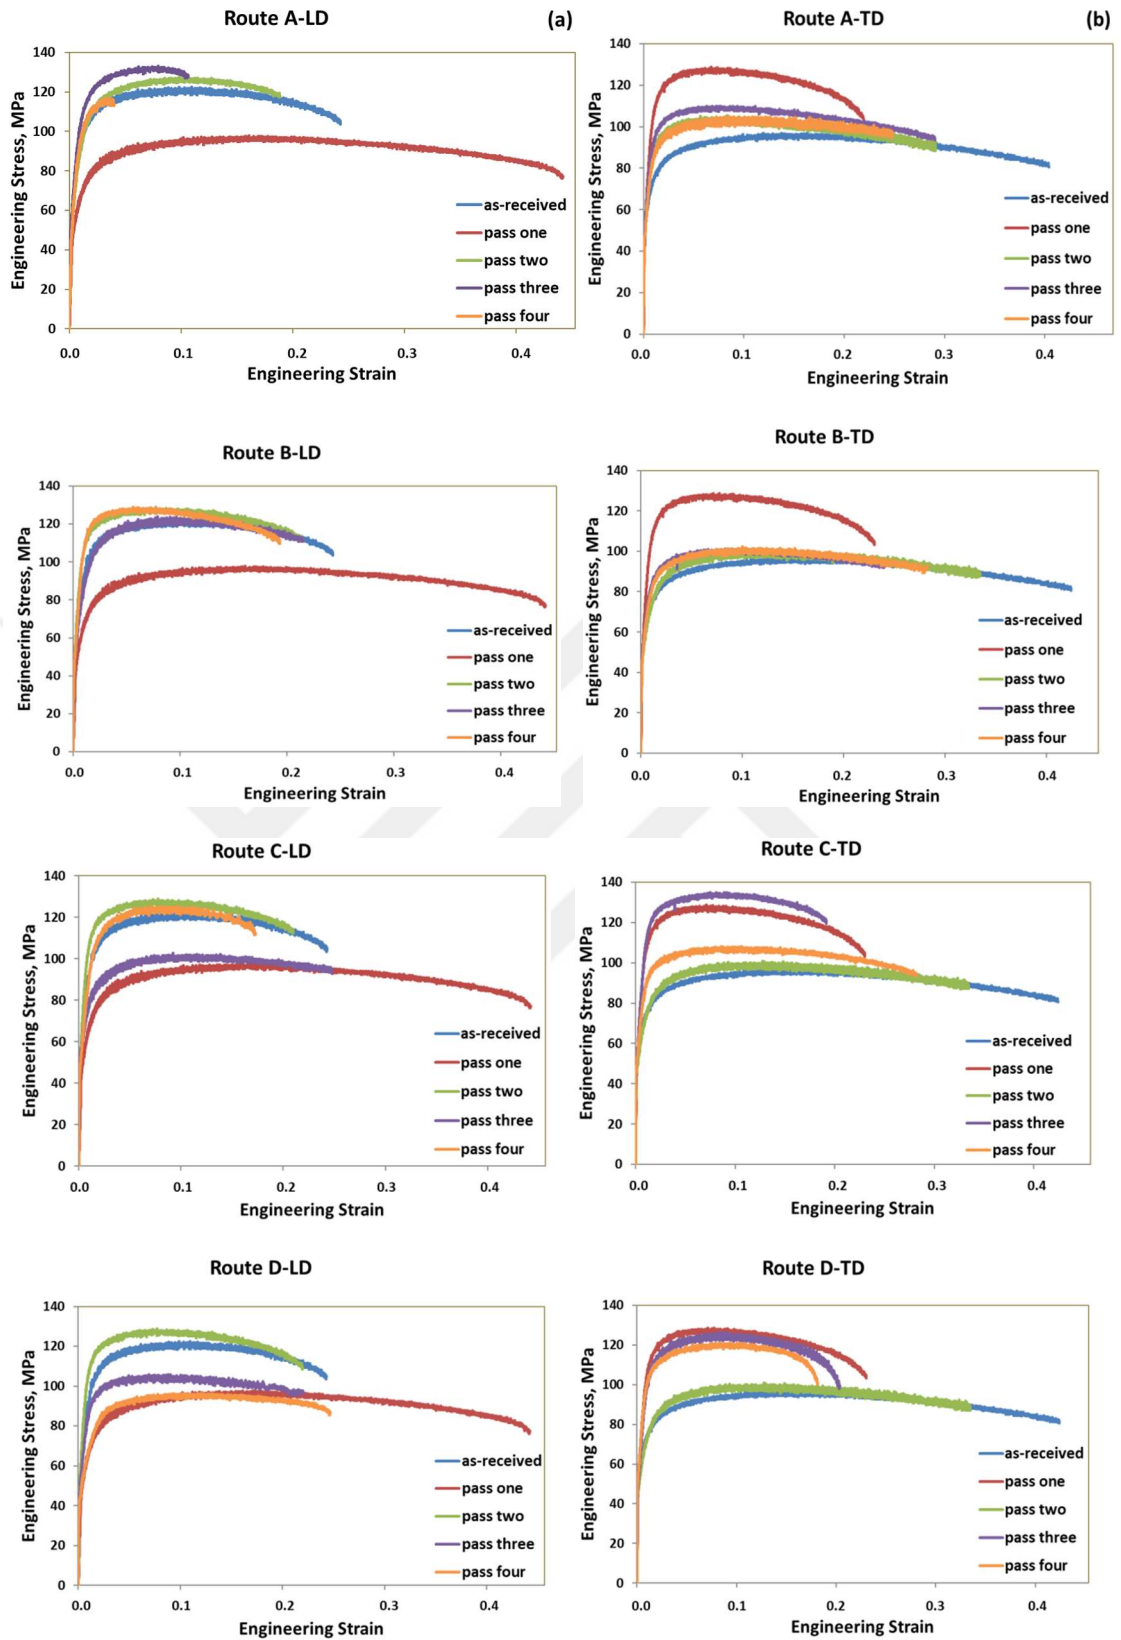 Route A-LD
(a)
Engineering Stress, MPa
140
120
100
80
60
40
20
0
as-received
pass one
pass two
pass three
pass four
0.0 0.1 0.2 0.3 0.4
Engineering Strain
Route A-TD
(b)
Engineering Stress, MPa
140
120
100
80
60
40
20
0
as-received
pass one
pass two
pass three
pass four
0.0 0.1 0.2 0.3 0.4
Engineering Strain
Route B-LD
Engineering Stress, MPa
140
120
100
80
60
40
20
0
as-received
pass one
pass two
pass three
pass four
0.0 0.1 0.2 0.3 0.4
Engineering Strain
Route B-TD
Engineering Stress, MPa
140
120
100
80
60
40
20
0
as-received
pass one
pass two
pass three
pass four
0.0 0.1 0.2 0.3 0.4
Engineering Strain
Route C-LD
Engineering Stress, MPa
140
120
100
80
60
40
20
0
as-received
pass one
pass two
pass three
pass four
0.0 0.1 0.2 0.3 0.4
Engineering Strain
Route C-TD
Engineering Stress, MPa
140
120
100
80
60
40
20
0
as-received
pass one
pass two
pass three
pass four
0.0 0.1 0.2 0.3 0.4
Engineering Strain
Route D-LD
Engineering Stress, MPa
140
120
100
80
60
40
20
0
as-received
pass one
pass two
pass three
pass four
0.0 0.1 0.2 0.3 0.4
Engineering Strain
Route D-TD
Engineering Stress, MPa
140
120
100
80
60
40
20
0
as-received
pass one
pass two
pass three
pass four
0.0 0.1 0.2 0.3 0.4
Engineering Strain